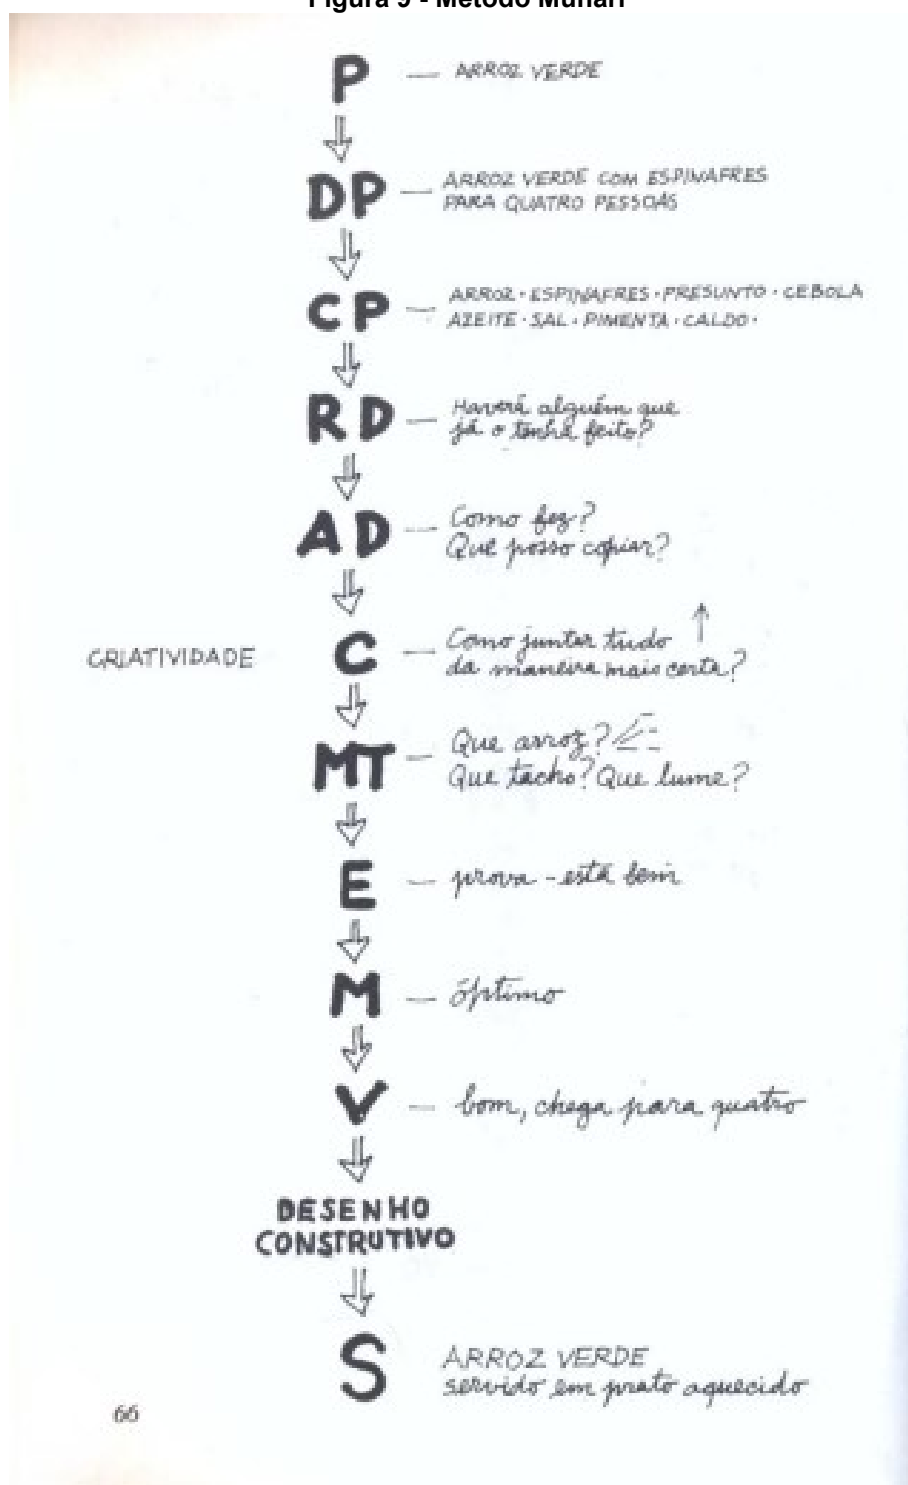 Figura 9 - Método Munari
P — ARROZ VERDE
DP — ARROZ VERDE COM ESPINAFRES
PARA QUATRO PESSOAS
CP — ARROZ · ESPINAFRES · PRESUNTO · CEBOLA
AZEITE · SAL · PIMENTA · CALDO ·
RD — Haverá alguém que
já o tenha feito?
AD — Como fez?
Que posso copiar?
CRIATIVIDADE C — Como juntar tudo
da maneira mais certa?
MT — Que arroz?
Que tacho? Que lume?
E — prova - está bem
M — óptimo
V — bom, chega para quatro
DESENHO
CONSTRUTIVO
S ARROZ VERDE
servido em prato aquecido
66